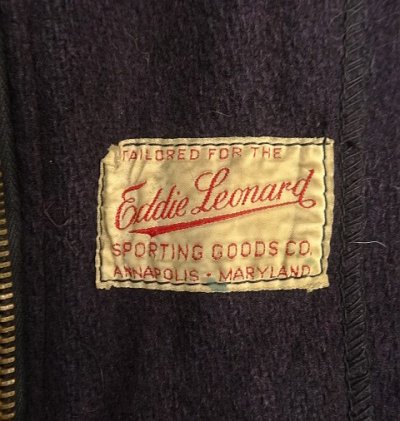 TAILORED FOR THE
Eddie Leonard
SPORTING GOODS CO.
ANNAPOLIS - MARYLAND